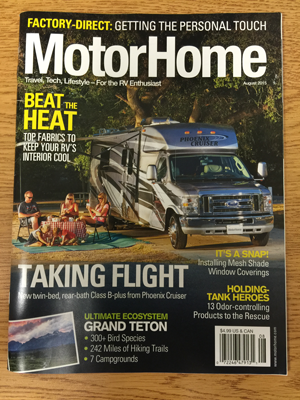 FACTORY-DIRECT: GETTING THE PERSONAL TOUCH
MotorHome
Travel, Tech, Lifestyle – For the RV Enthusiast
August
BEAT THE
HEAT
TOP FABRICS TO
KEEP YOUR RV'S
INTERIOR COOL
PHOENIX
CRUISER
IT'S A SNAP!
Installing Mesh Shade
Window Coverings
TAKING FLIGHT
New twin-bed, rear-bath Class B-plus from Phoenix Cruiser
HOLDING-
TANK HEROES
13 Odor-controlling
Products to the Rescue
ULTIMATE ECOSYSTEM
GRAND TETON
• 300+ Bird Species
• 242 Miles of Hiking Trails
• 7 Campgrounds
$4.99 US & CAN